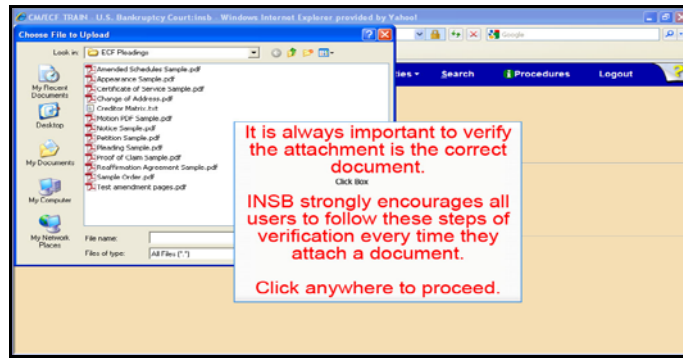 CM/ECF TRAIN - U.S. Bankruptcy Court:insb - Windows Internet Explorer provided by Yahoo!
Choose File to Upload
Look in: ECF Pleadings
Google
ties Search Procedures Logout ?
My Recent Documents
Desktop
My Documents
My Computer
My Network Places
Amended Schedules Sample.pdf
Appearance Sample.pdf
Certificate of Service Sample.pdf
Change of Address.pdf
Creditor Matrix.txt
Motion PDF Sample.pdf
Notice Sample.pdf
Petition Sample.pdf
Pleading Sample.pdf
Proof of Claim Sample.pdf
Reaffirmation Agreement Sample.pdf
Sample Order.pdf
Test amendment pages.pdf
File name:
Files of type: All Files (*.*)
It is always important to verify
the attachment is the correct
document.
Click Box
INSB strongly encourages all
users to follow these steps of
verification every time they
attach a document.
Click anywhere to proceed.